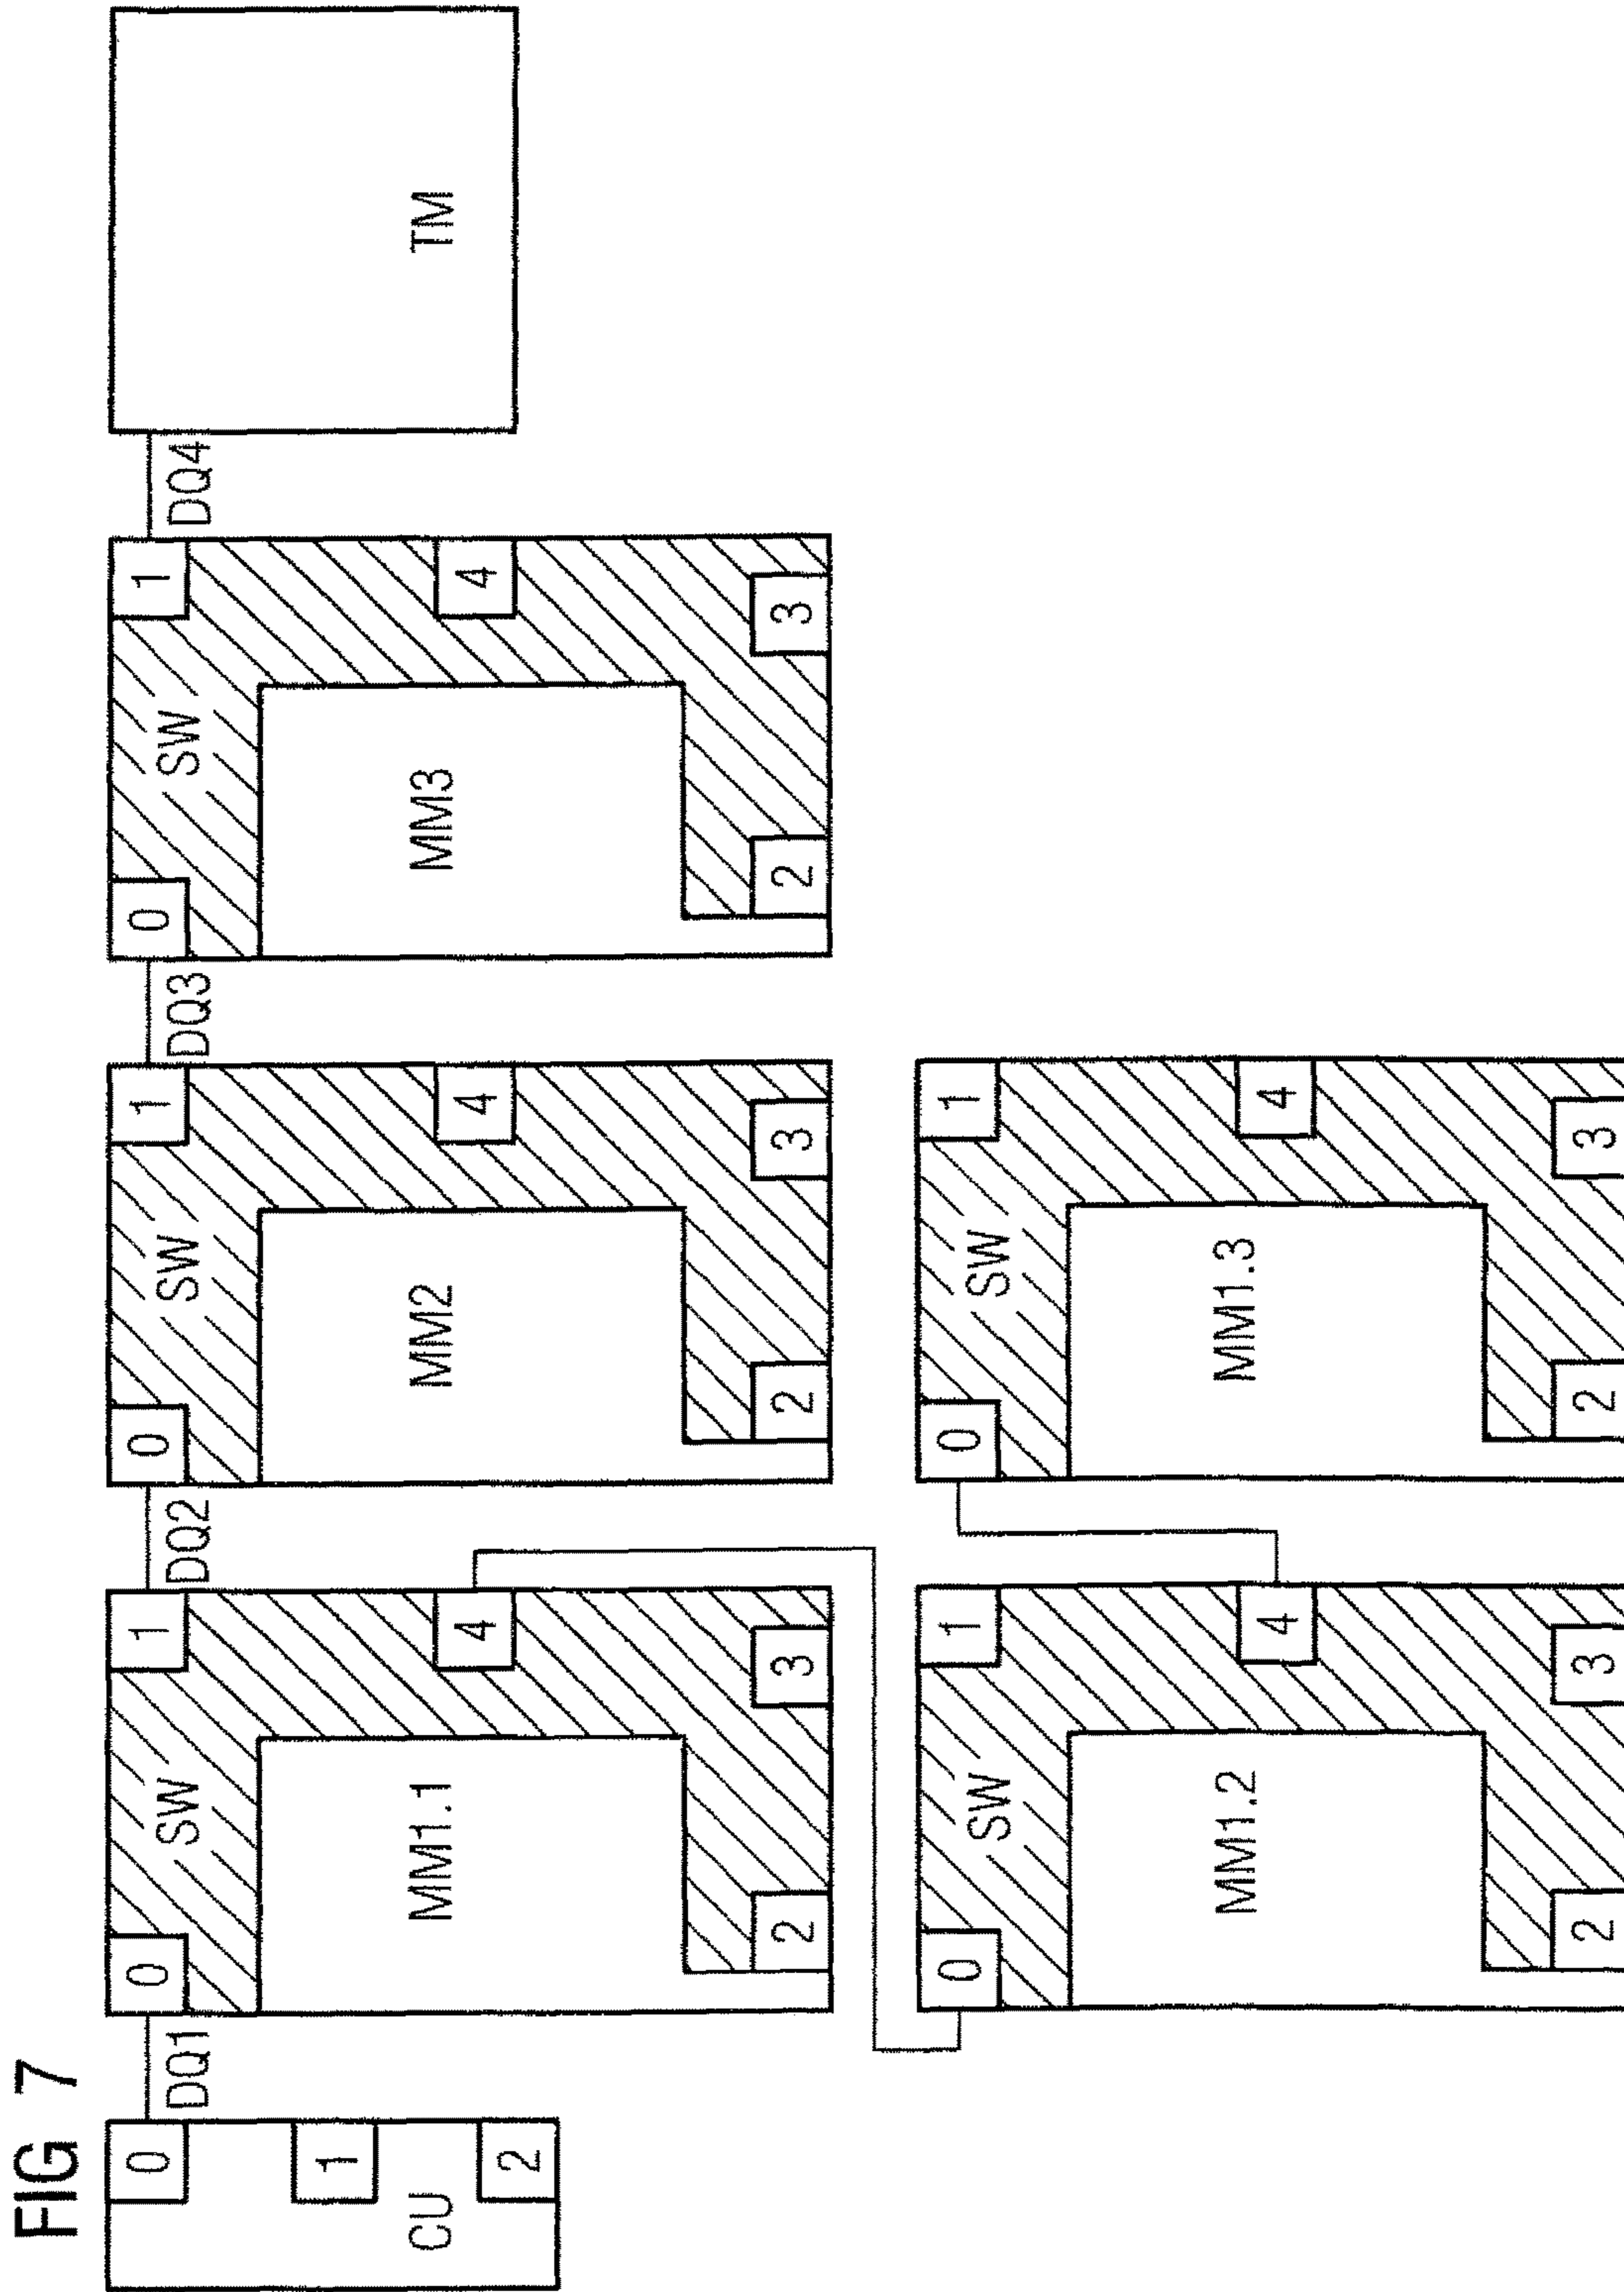 FIG 7
0 DQ1 0 1 DQ2 0 1 DQ3 0 1 DQ4
SW SW SW
1 4 4 4
CU MM1.1 MM2 MM3 TM
2
2 3 2 3 2 3
0 1 0 1
SW SW
4 4
MM1.2 MM1.3
2 3 2 3